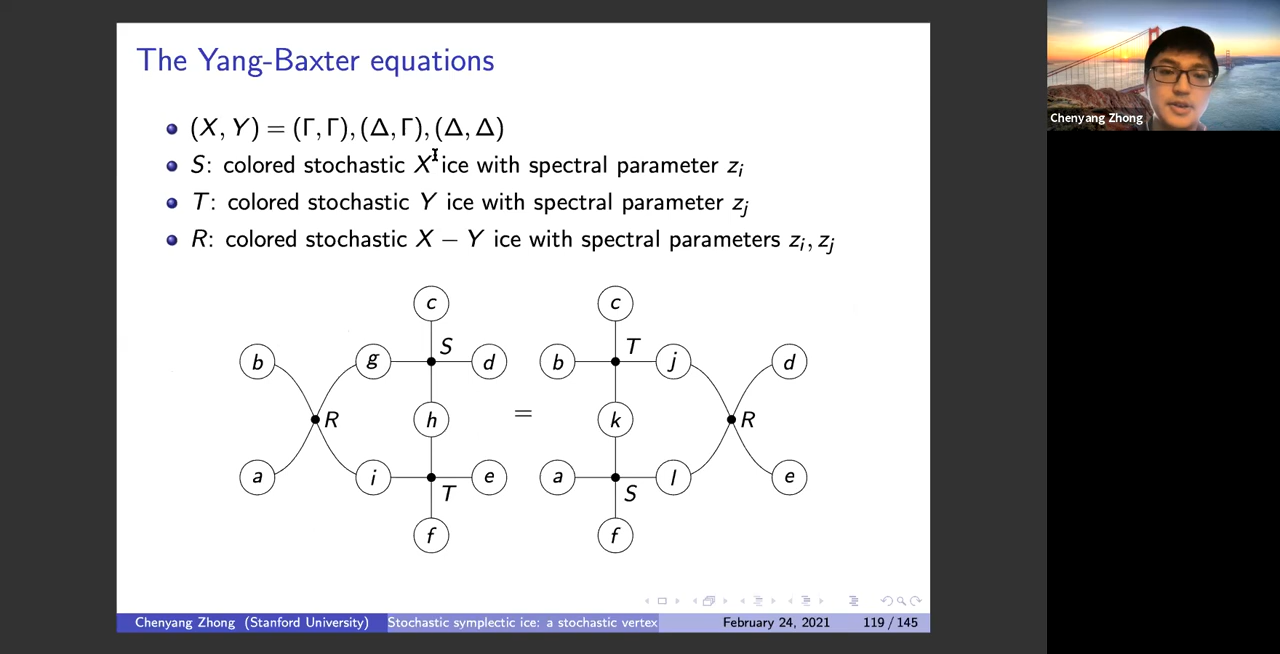 The Yang-Baxter equations
(X, Y) = (Γ, Γ), (Δ, Γ), (Δ, Δ)
S: colored stochastic X ice with spectral parameter z_i
T: colored stochastic Y ice with spectral parameter z_j
R: colored stochastic X − Y ice with spectral parameters z_i, z_j
c c
S T
b g d b j d
R h = k R
a i e a l e
T S
f f
Chenyang Zhong (Stanford University) Stochastic symplectic ice: a stochastic vertex February 24, 2021 119 / 145
Chenyang Zhong